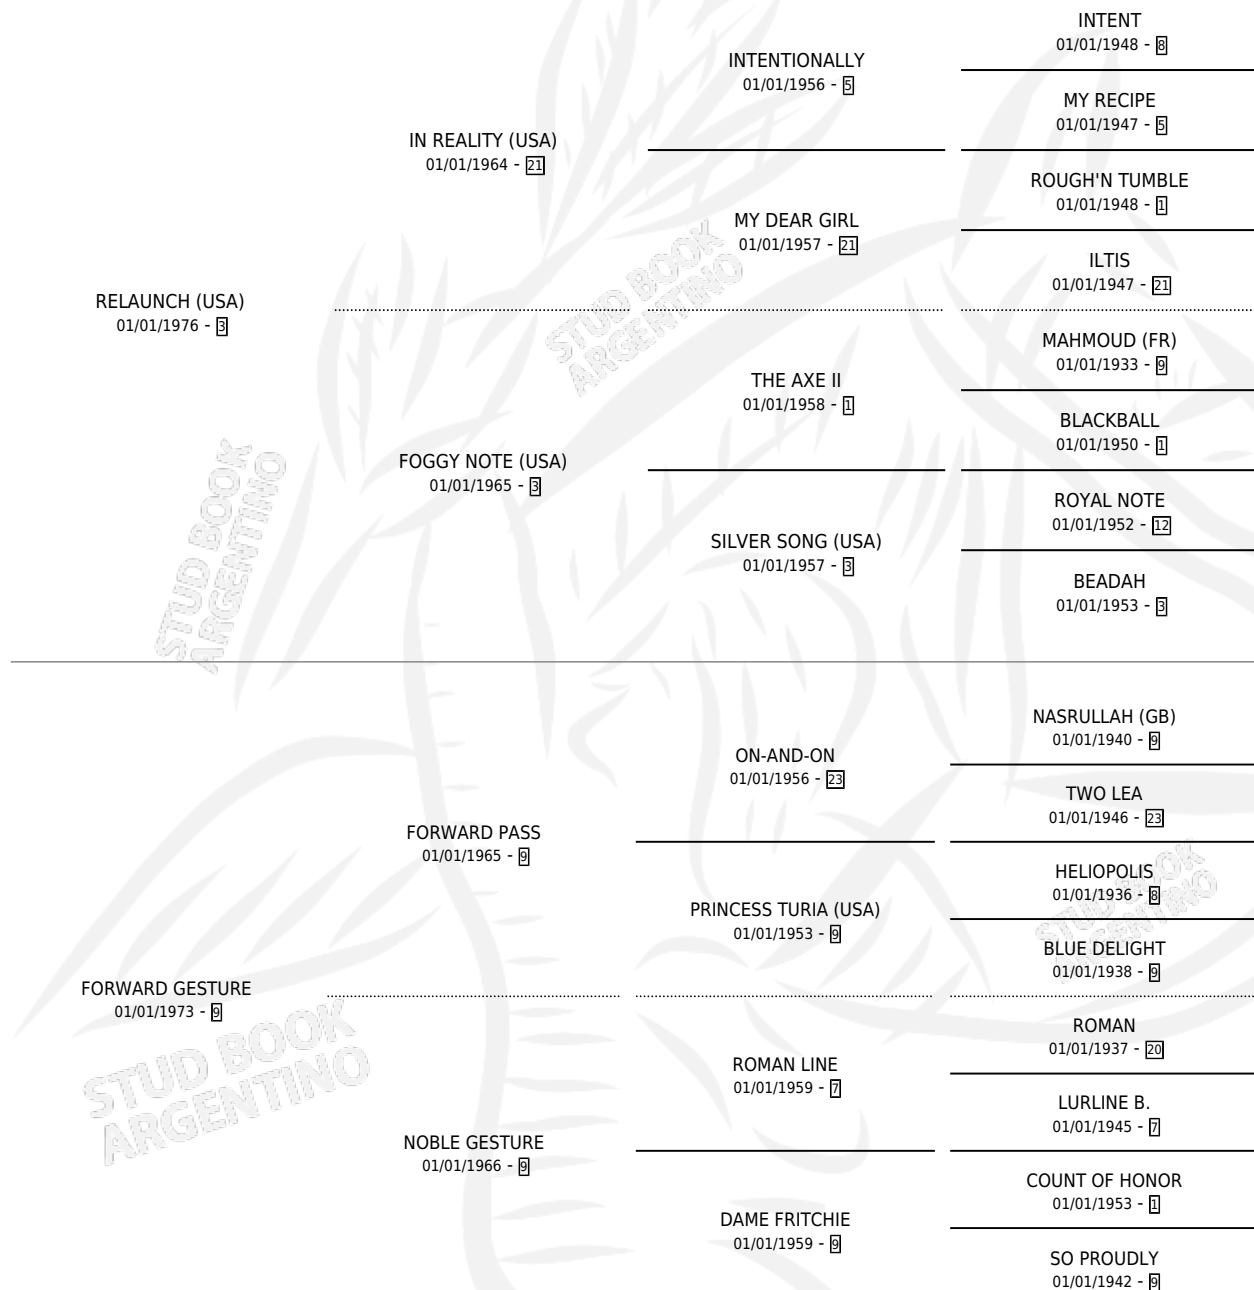 INTENT
01/01/1948 - 8
INTENTIONALLY
01/01/1956 - 5
MY RECIPE
01/01/1947 - 5
IN REALITY (USA)
01/01/1964 - 21
ROUGH'N TUMBLE
01/01/1948 - 1
MY DEAR GIRL
01/01/1957 - 21
ILTIS
01/01/1947 - 21
RELAUNCH (USA)
01/01/1976 - 3
MAHMOUD (FR)
01/01/1933 - 9
THE AXE II
01/01/1958 - 1
BLACKBALL
01/01/1950 - 1
FOGGY NOTE (USA)
01/01/1965 - 3
ROYAL NOTE
01/01/1952 - 12
SILVER SONG (USA)
01/01/1957 - 3
BEADAH
01/01/1953 - 3
NASRULLAH (GB)
01/01/1940 - 9
ON-AND-ON
01/01/1956 - 23
TWO LEA
01/01/1946 - 23
FORWARD PASS
01/01/1965 - 9
HELIOPOLIS
01/01/1936 - 8
PRINCESS TURIA (USA)
01/01/1953 - 9
BLUE DELIGHT
01/01/1938 - 9
FORWARD GESTURE
01/01/1973 - 9
ROMAN
01/01/1937 - 20
ROMAN LINE
01/01/1959 - 7
LURLINE B.
01/01/1945 - 7
NOBLE GESTURE
01/01/1966 - 9
COUNT OF HONOR
01/01/1953 - 1
DAME FRITCHIE
01/01/1959 - 9
SO PROUDLY
01/01/1942 - 9
STUD BOOK
ARGENTINO
STUD BOOK
ARGENTINO
STUD BOOK
ARGENTINO
STUD BOOK
ARGENTINO